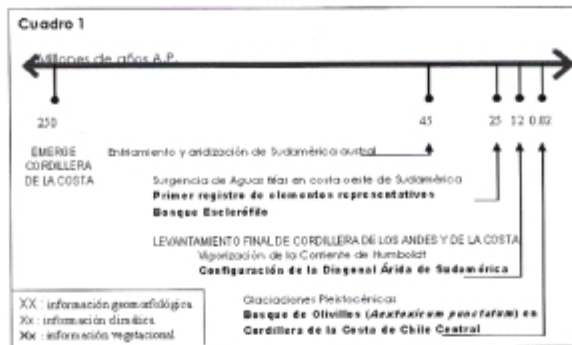 Cuadro 1
Millones de años A.P.
250
45
25
12
0.02
EMERGE
CORDILLERA
DE LA COSTA
Enfriamiento y aridización de Sudamérica austral
Surgencia de Aguas frías en costa oeste de Sudamérica
Primer registro de elementos representativos
Bosque Esclerófilo
LEVANTAMIENTO FINAL DE CORDILLERA DE LOS ANDES Y DE LA COSTA
Vigorización de la Corriente de Humboldt
Configuración de la Diagonal Árida de Sudamérica
Glaciaciones Pleistocénicas
Bosque de Olivillos (Aextoxicum punctatum) en
Cordillera de la Costa de Chile Central
XX : información geomorfológica
Xx : información climática
Xx : información vegetacional